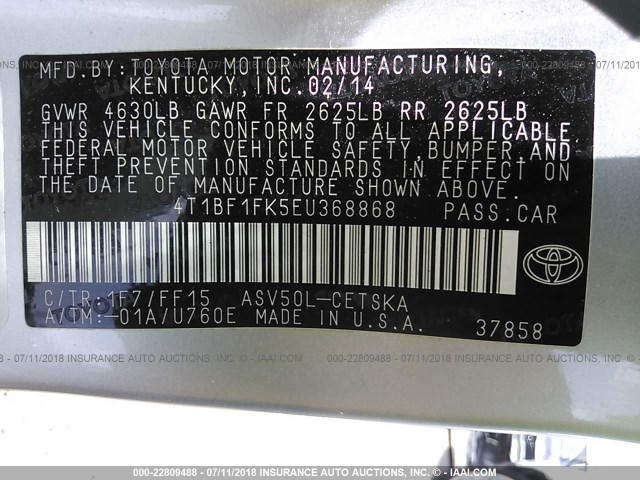 MFD.BY:TOYOTA MOTOR MANUFACTURING,
KENTUCKY,INC.02/14
GVWR 4630LB GAWR FR 2625LB RR 2625LB
THIS VEHICLE CONFORMS TO ALL APPLICABLE
FEDERAL MOTOR VEHICLE SAFETY,BUMPER,AND
THEFT PREVENTION STANDARDS IN EFFECT ON
THE DATE OF MANUFACTURE SHOWN ABOVE.
4T1BF1FK5EU368868 PASS.CAR
C/TR:1F7/FF15 ASV50L-CETSKA
A/TM:-01A/U760E MADE IN U.S.A.
37858
000-22809488 - 07/11/2018 - INSURANCE AUTO AUCTIONS, INC. © - IAAI.COM